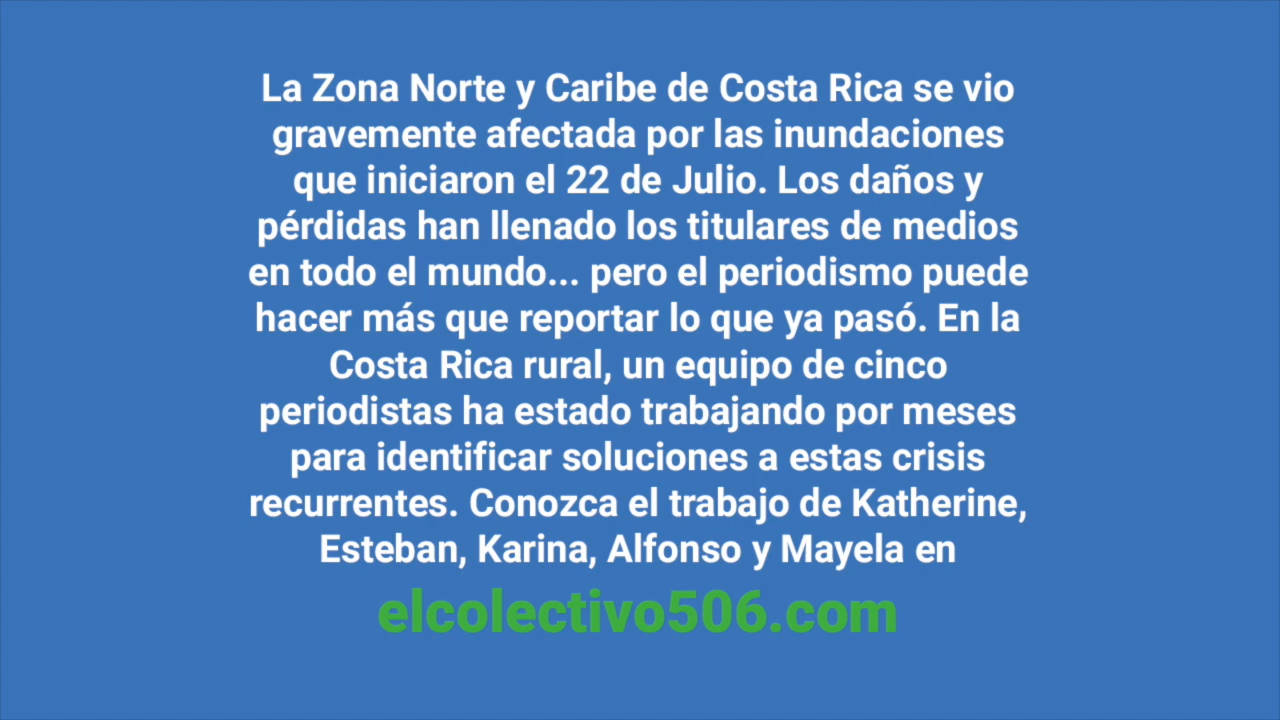 La Zona Norte y Caribe de Costa Rica se vio
gravemente afectada por las inundaciones
que iniciaron el 22 de Julio. Los daños y
pérdidas han llenado los titulares de medios
en todo el mundo... pero el periodismo puede
hacer más que reportar lo que ya pasó. En la
Costa Rica rural, un equipo de cinco
periodistas ha estado trabajando por meses
para identificar soluciones a estas crisis
recurrentes. Conozca el trabajo de Katherine,
Esteban, Karina, Alfonso y Mayela en
elcolectivo506.com